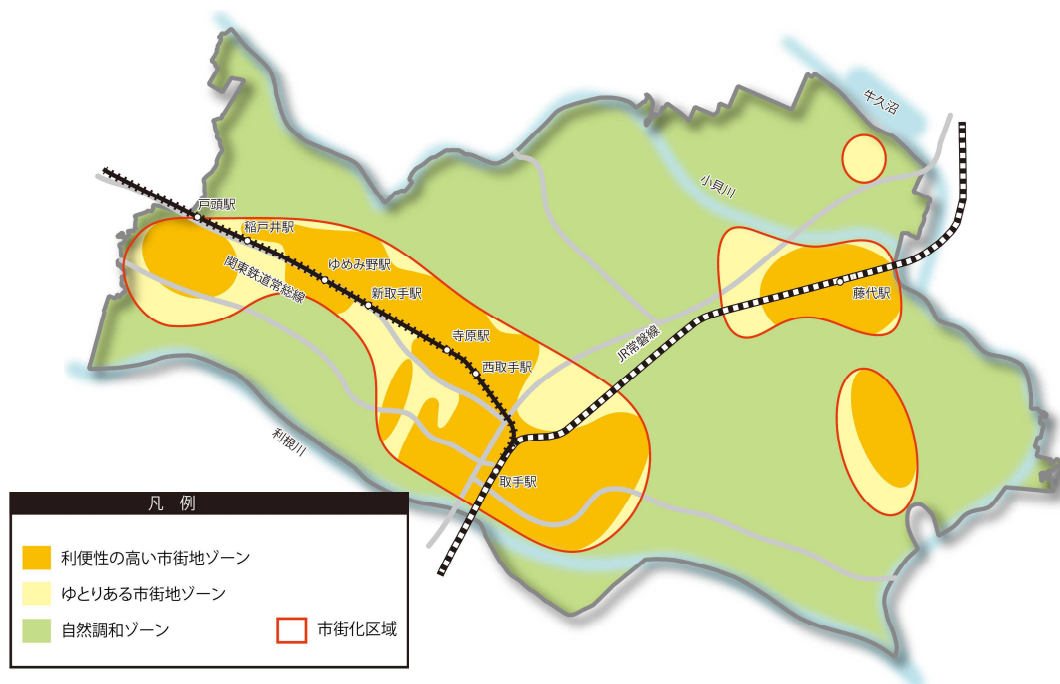 牛久沼
小貝川
戸頭駅
稲戸井駅
ゆめみ野駅
関東鉄道常総線
新取手駅
藤代駅
寺原駅
JR常磐線
西取手駅
利根川
取手駅
凡 例
利便性の高い市街地ゾーン
ゆとりある市街地ゾーン
自然調和ゾーン
市街化区域